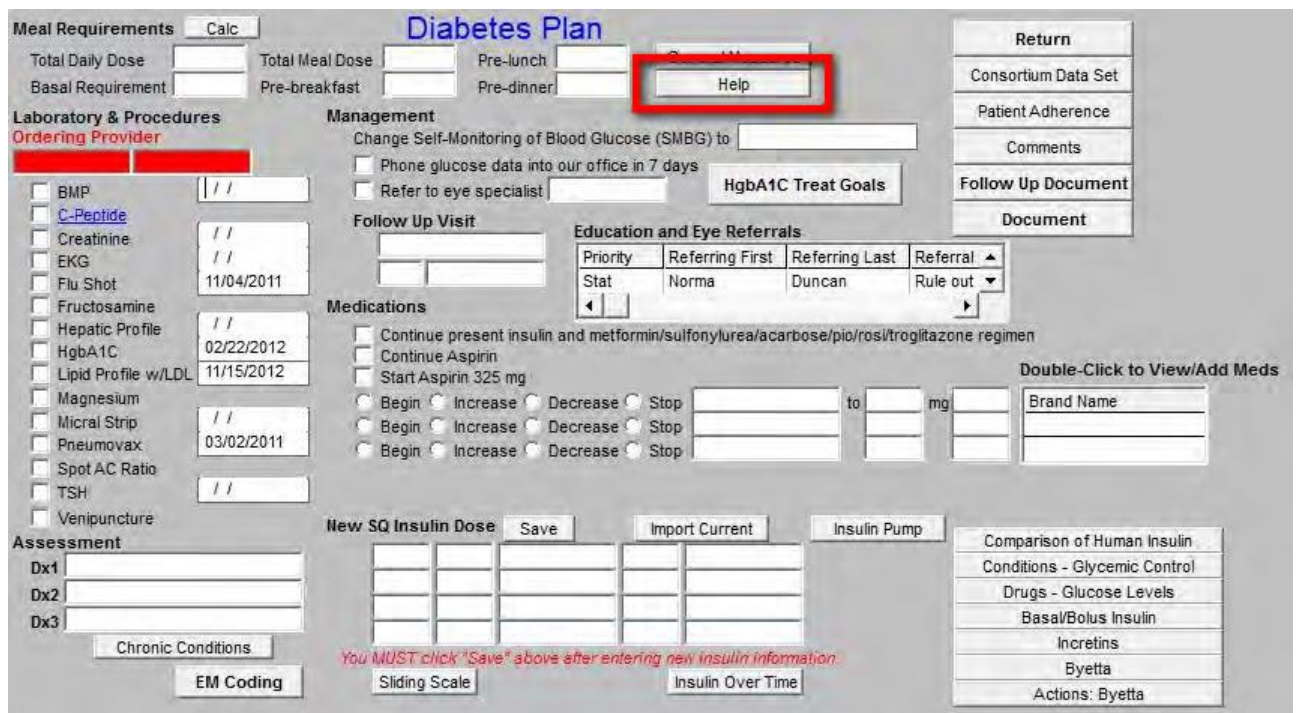 Diabetes Plan
Meal Requirements Calc
Total Daily Dose Total Meal Dose Pre-lunch
Basal Requirement Pre-breakfast Pre-dinner
Help
Return
Consortium Data Set
Patient Adherence
Comments
Follow Up Document
Document
Laboratory & Procedures
Ordering Provider
BMP / /
C-Peptide
Creatinine / /
EKG / /
Flu Shot 11/04/2011
Fructosamine
Hepatic Profile / /
HgbA1C 02/22/2012
Lipid Profile w/LDL 11/15/2012
Magnesium
Micral Strip / /
Pneumovax 03/02/2011
Spot AC Ratio
TSH / /
Venipuncture
Management
Change Self-Monitoring of Blood Glucose (SMBG) to
Phone glucose data into our office in 7 days
Refer to eye specialist
HgbA1C Treat Goals
Follow Up Visit
Education and Eye Referrals
Priority Referring First Referring Last Referral
Stat Norma Duncan Rule out
Medications
Continue present insulin and metformin/sulfonylurea/acarbose/pio/rosi/troglitazone regimen
Continue Aspirin
Start Aspirin 325 mg
Begin Increase Decrease Stop to mg
Begin Increase Decrease Stop
Begin Increase Decrease Stop
Double-Click to View/Add Meds
Brand Name
Assessment
Dx1
Dx2
Dx3
Chronic Conditions
EM Coding
New SQ Insulin Dose Save Import Current Insulin Pump
You MUST click "Save" above after entering new insulin information.
Sliding Scale Insulin Over Time
Comparison of Human Insulin
Conditions - Glycemic Control
Drugs - Glucose Levels
Basal/Bolus Insulin
Incretins
Byetta
Actions: Byetta